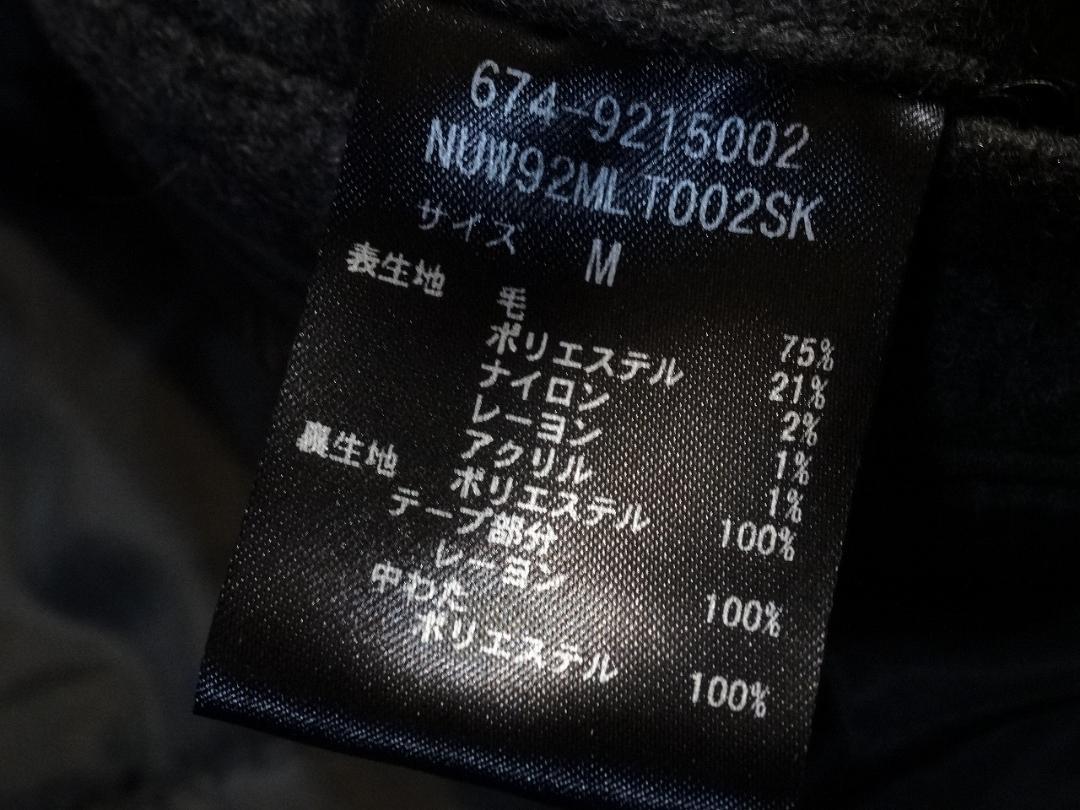 674-9215002
NUW92MLT002SK
サイズ M
表生地
毛 75%
ポリエステル 21%
ナイロン 2%
レーヨン 1%
アクリル 1%
裏生地
ポリエステル 100%
テープ部分
レーヨン 100%
中わた
ポリエステル 100%